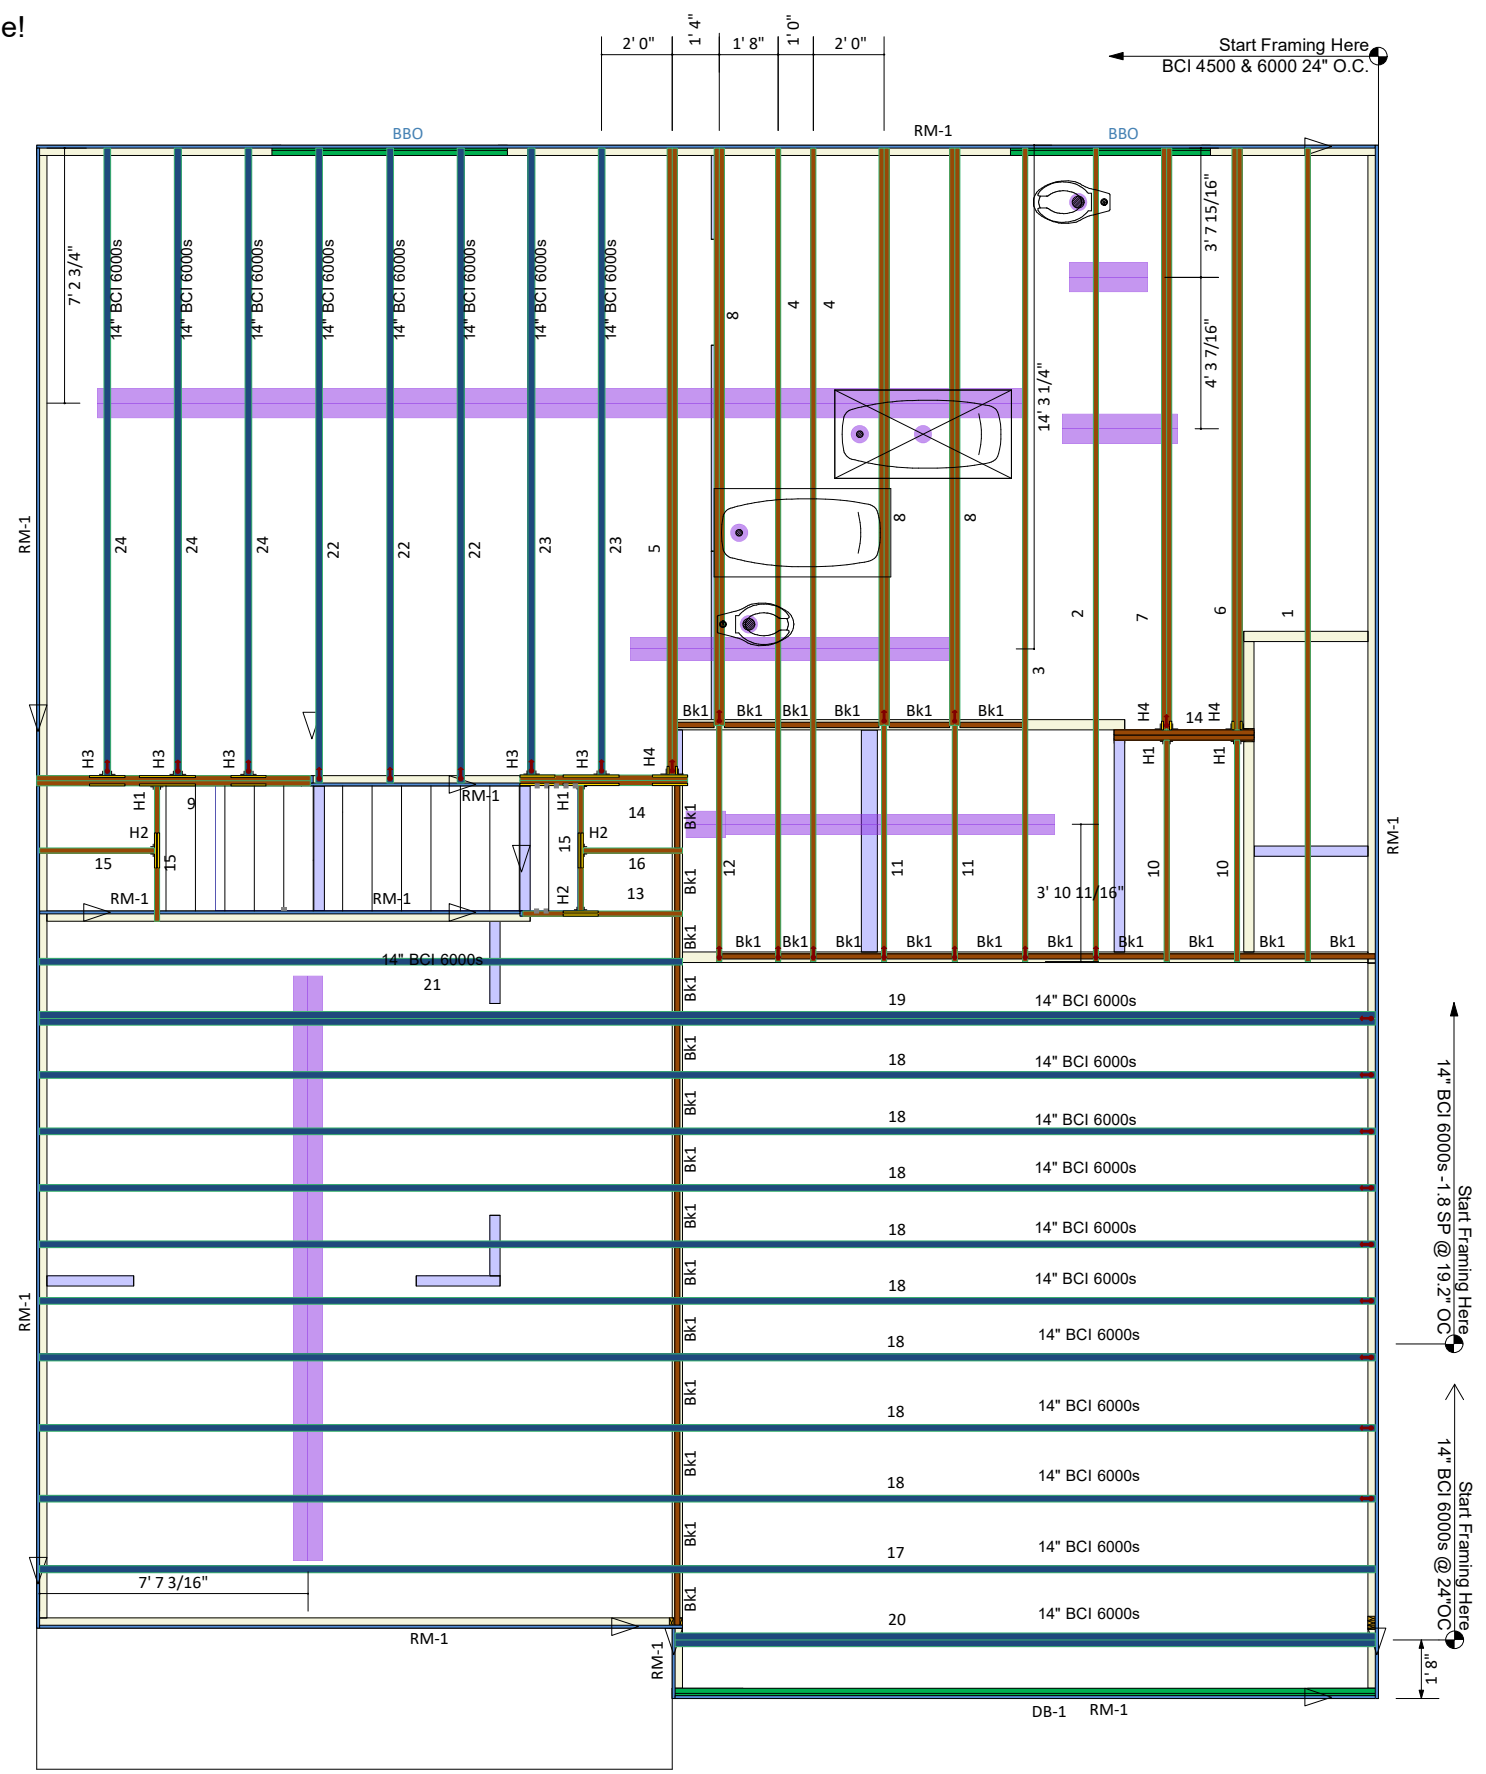 e!
2' 0"
1' 4"
1' 8"
1' 0"
2' 0"
Start Framing Here
BCI 4500 & 6000 24" O.C.
BBO
RM-1
BBO
7' 2 3/4"
14" BCI 6000s
14" BCI 6000s
14" BCI 6000s
14" BCI 6000s
14" BCI 6000s
14" BCI 6000s
14" BCI 6000s
14" BCI 6000s
8
4
4
14' 3 1/4"
3' 7 15/16"
4' 3 7/16"
RM-1
24
24
24
22
22
22
23
23
5
8
8
2
7
6
1
3
Bk1
Bk1
Bk1
Bk1
Bk1
Bk1
H4
14
H4
H3
H3
H3
H3
H3
H4
H1
H1
RM-1
H1
9
H1
14
Bk1
RM-1
H2
H2
15
15
15
16
Bk1
12
11
11
10
10
3' 10 11/16"
RM-1
RM-1
H2
13
Bk1
Bk1
Bk1
Bk1
Bk1
Bk1
Bk1
Bk1
Bk1
Bk1
14" BCI 6000s
21
Bk1
19
14" BCI 6000s
Bk1
18
14" BCI 6000s
Bk1
18
14" BCI 6000s
Bk1
18
14" BCI 6000s
Bk1
18
14" BCI 6000s
Bk1
18
14" BCI 6000s
Bk1
18
14" BCI 6000s
Bk1
18
14" BCI 6000s
Bk1
18
14" BCI 6000s
Bk1
17
14" BCI 6000s
Bk1
20
14" BCI 6000s
RM-1
7' 7 3/16"
RM-1
RM-1
DB-1
RM-1
Start Framing Here
14" BCI 6000s -1.8 SP @ 19.2" OC
Start Framing Here
14" BCI 6000s @ 24"OC
1' 8"